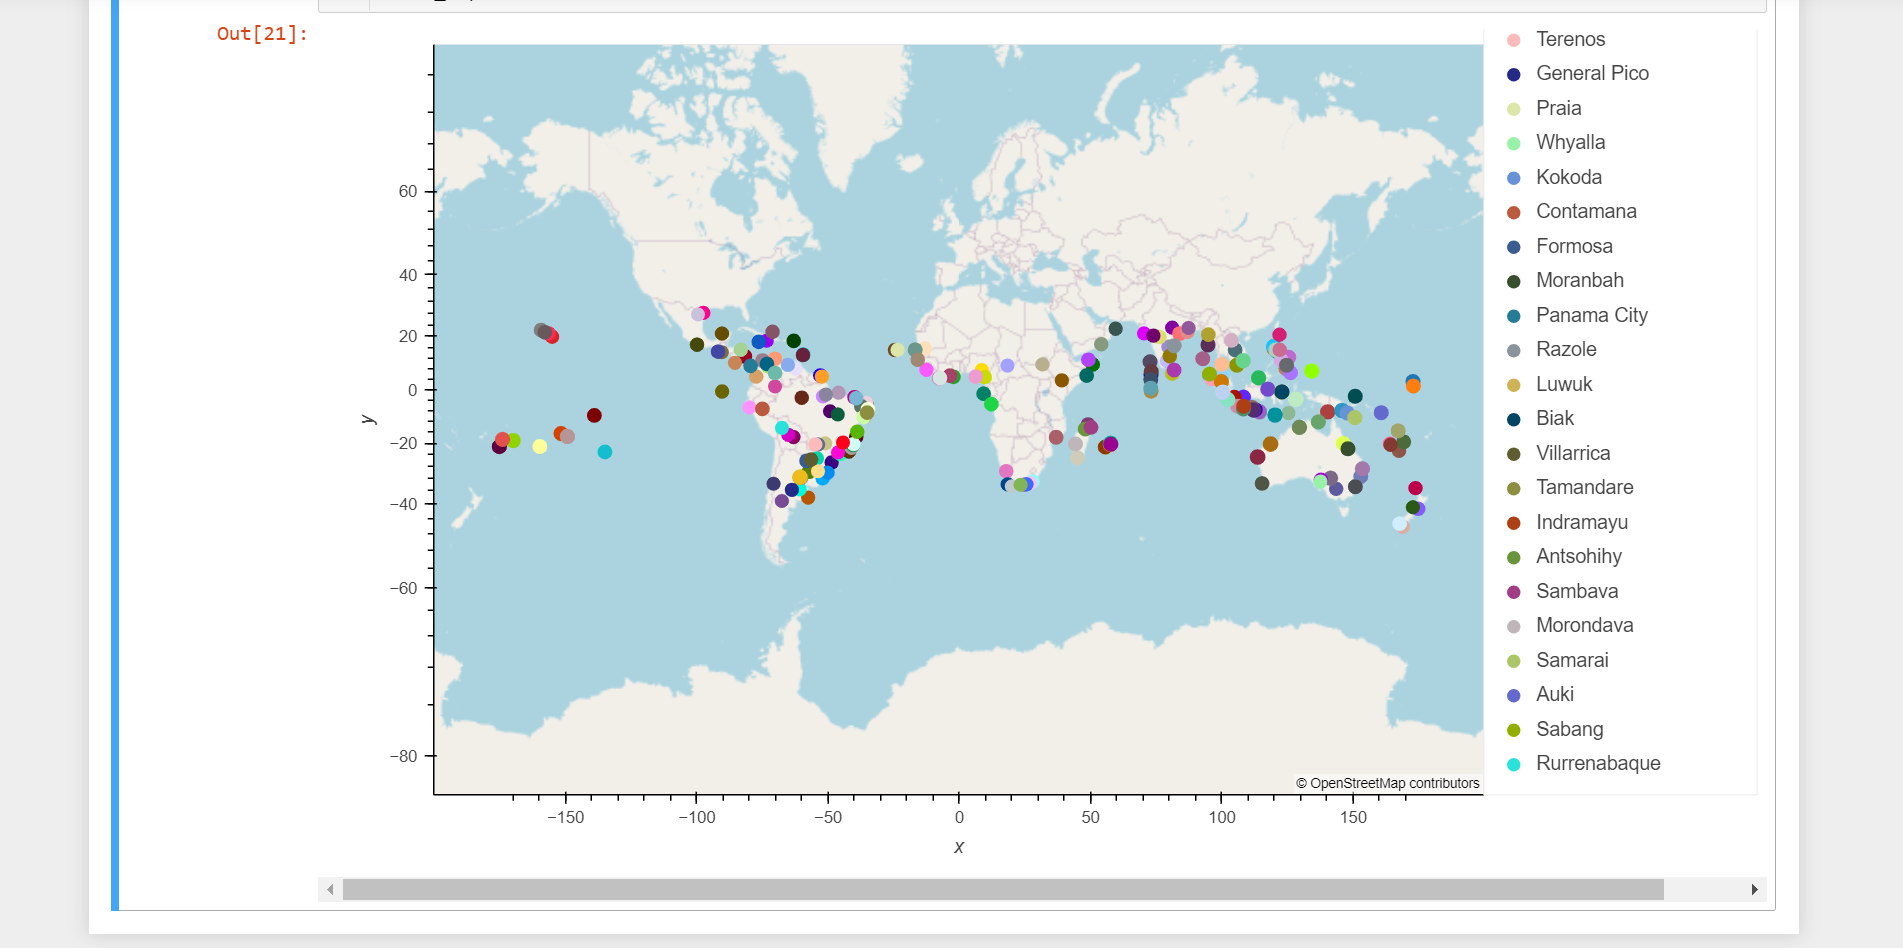 Out[21]:
Terenos
General Pico
Praia
Whyalla
Kokoda
Contamana
Formosa
Moranbah
Panama City
Razole
Luwuk
Biak
Villarrica
Tamandare
Indramayu
Antsohihy
Sambava
Morondava
Samarai
Auki
Sabang
Rurrenabaque
60
40
20
0
−20
−40
−60
−80
y
© OpenStreetMap contributors
−150 −100 −50 0 50 100 150
x